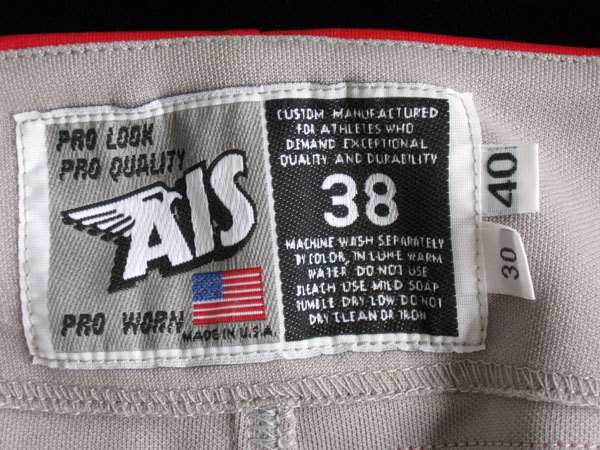 PRO LOOK
PRO QUALITY
AIS
PRO WORN
MADE IN U.S.A.
CUSTOM MANUFACTURED
FOR ATHLETES WHO
DEMAND EXCEPTIONAL
QUALITY AND DURABILITY
38
MACHINE WASH SEPARATELY
BY COLOR, IN LUKE WARM
WATER. DO NOT USE
BLEACH USE MILD SOAP
TUMBLE DRY LOW. DO NOT
DRY CLEAN OR IRON
40
30